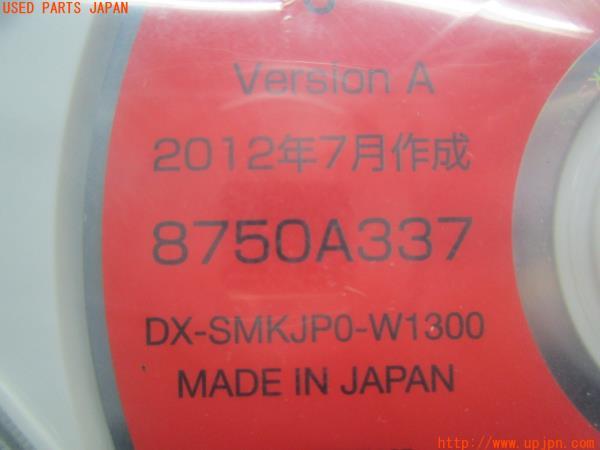 USED PARTS JAPAN
Version A
2012年7月作成
8750A337
DX-SMKJP0-W1300
MADE IN JAPAN
http://www.upjpn.com/